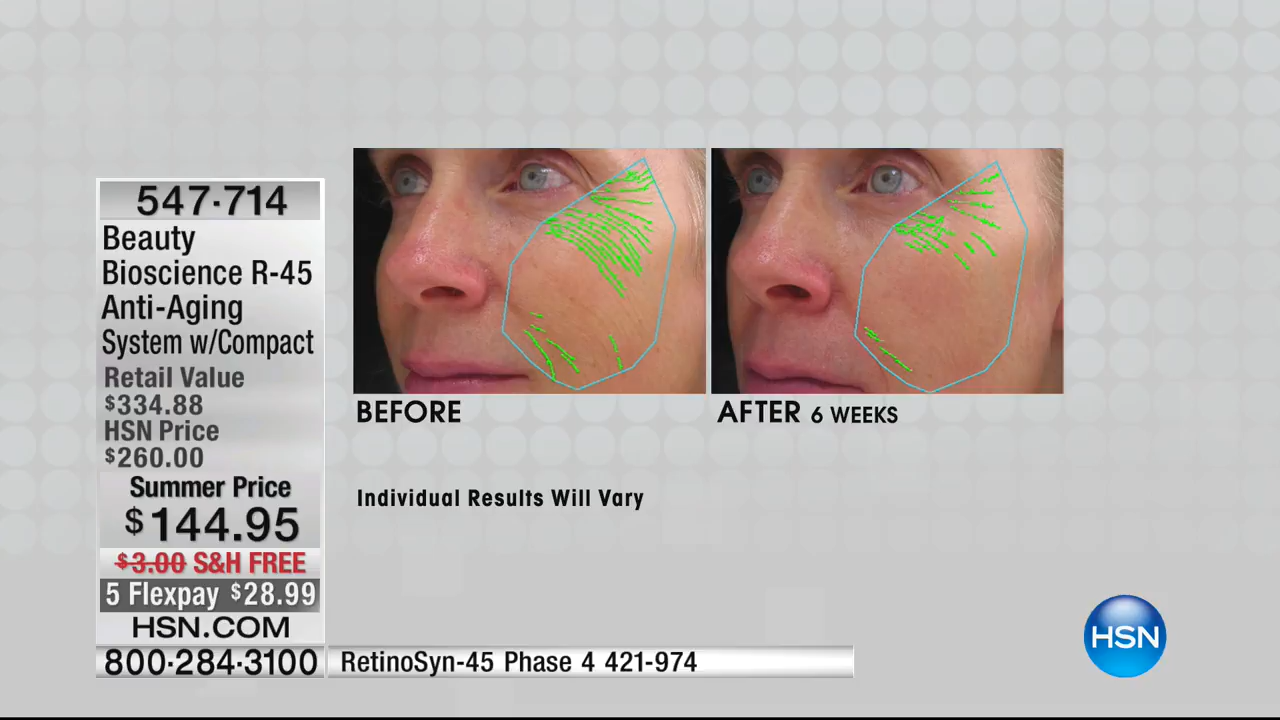 547·714
Beauty
Bioscience R-45
Anti-Aging
System w/Compact
Retail Value
$334.88
HSN Price
$260.00
Summer Price
$144.95
$3.00 S&H FREE
5 Flexpay $28.99
HSN.COM
800·284·3100
BEFORE
AFTER 6 WEEKS
Individual Results Will Vary
RetinoSyn-45 Phase 4 421-974
HSN